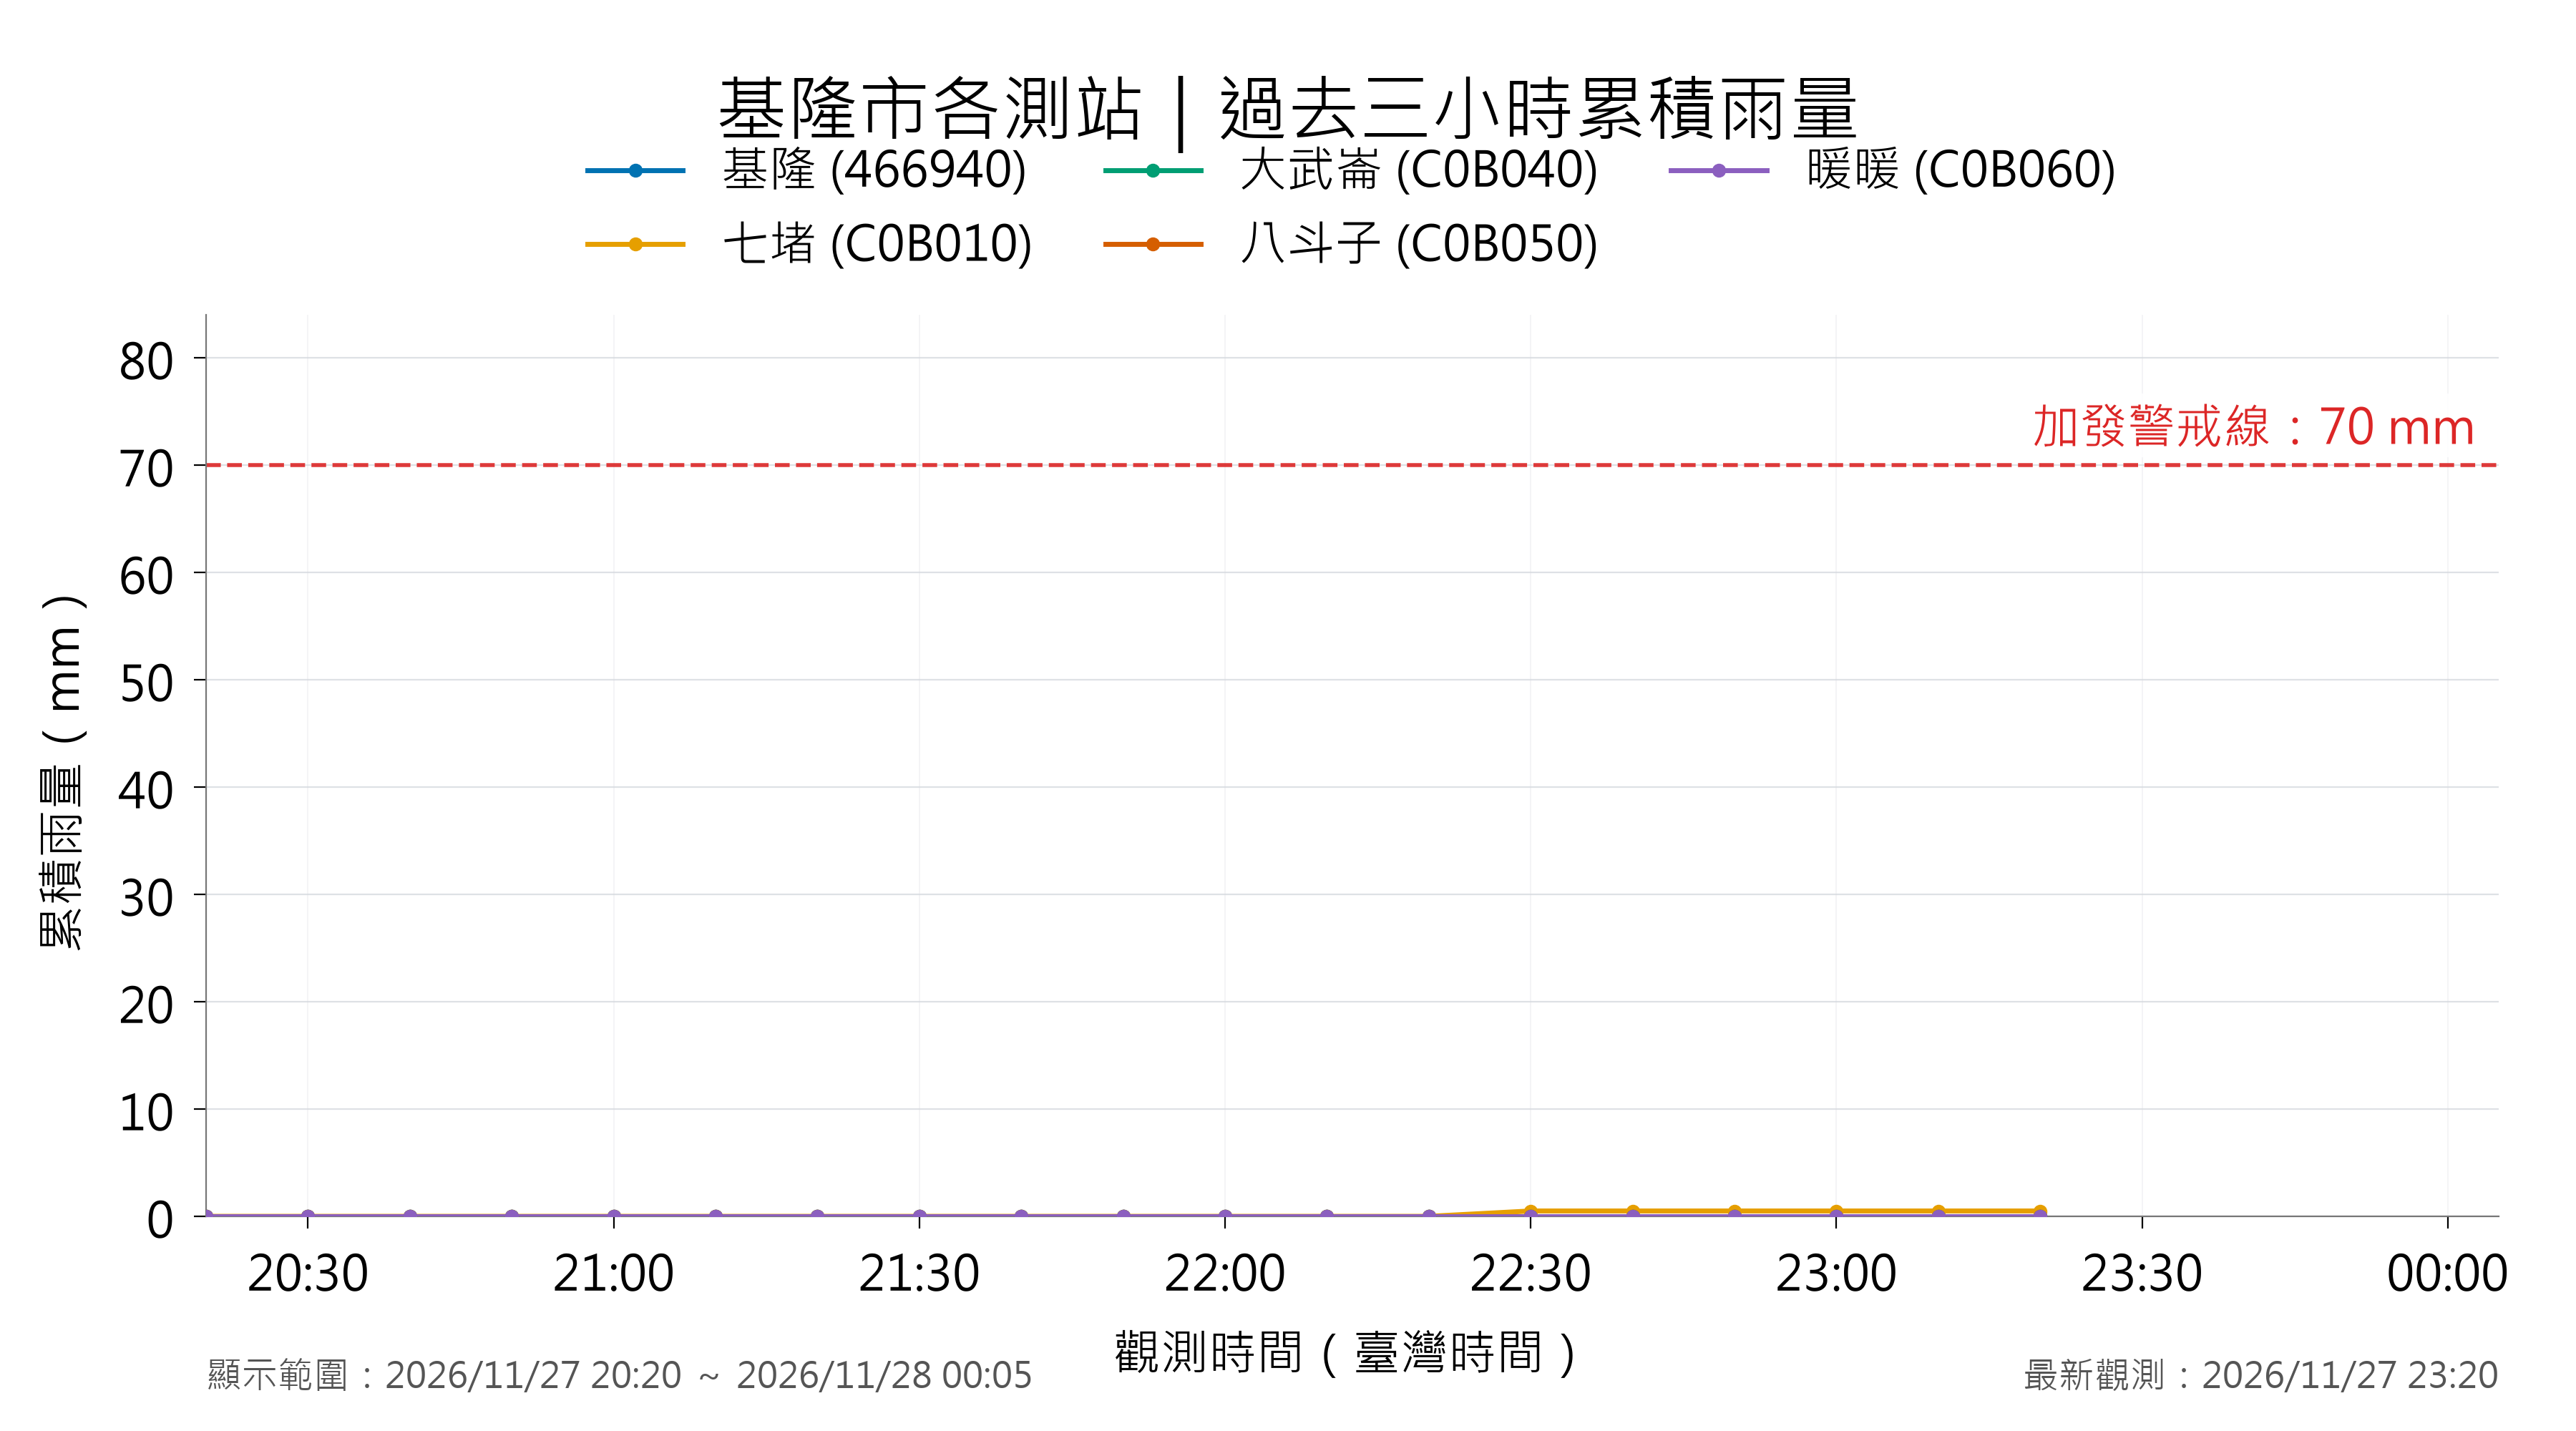 基隆市各測站｜過去三小時累積雨量
基隆 (466940)
大武崙 (C0B040)
暖暖 (C0B060)
七堵 (C0B010)
八斗子 (C0B050)
80
70
60
50
40
30
20
10
0
累積雨量（mm）
加發警戒線：70 mm
20:30
21:00
21:30
22:00
22:30
23:00
23:30
00:00
觀測時間（臺灣時間）
顯示範圍：2026/11/27 20:20 ~ 2026/11/28 00:05
最新觀測：2026/11/27 23:20